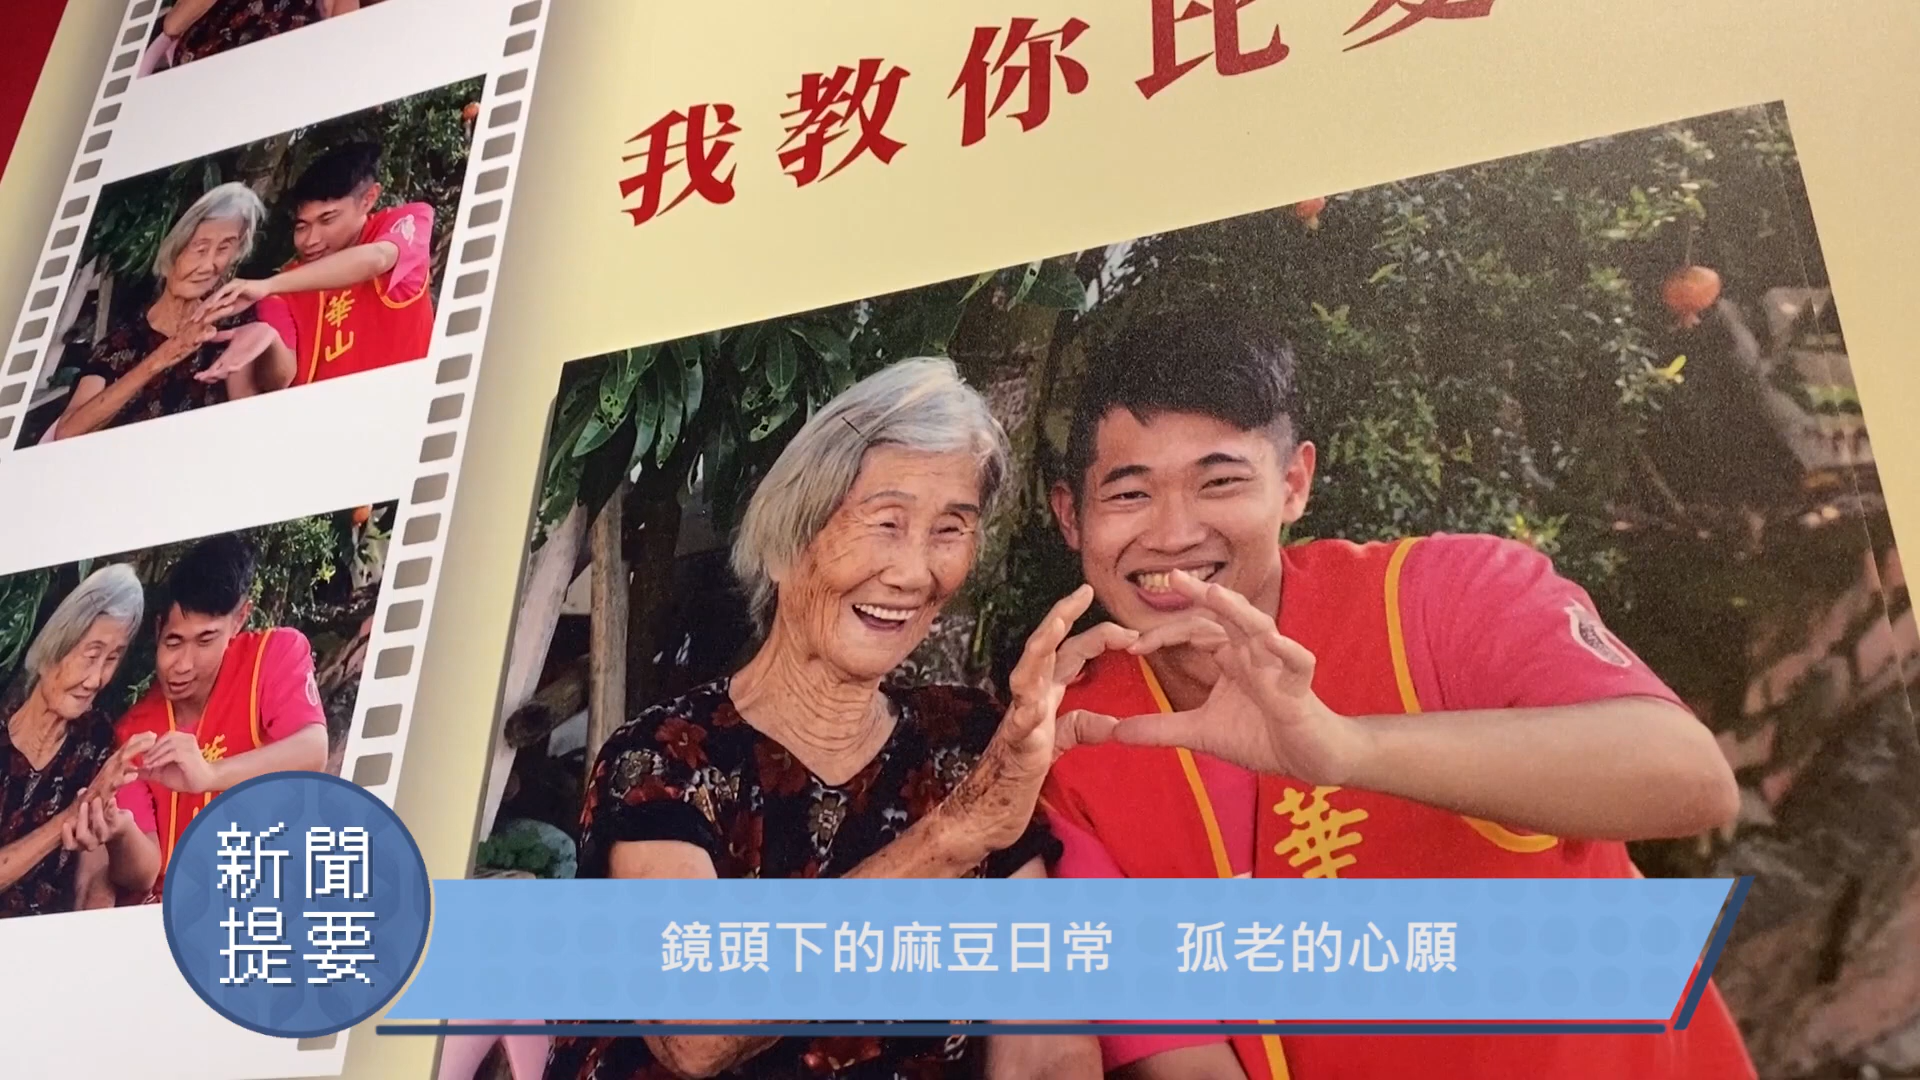 我教你比愛
華山
華
華
新聞
提要
鏡頭下的麻豆日常　孤老的心願